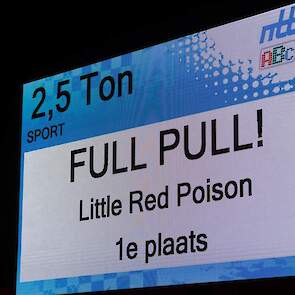 2,5 Ton
SPORT
FULL PULL!
Little Red Poison
1e plaats